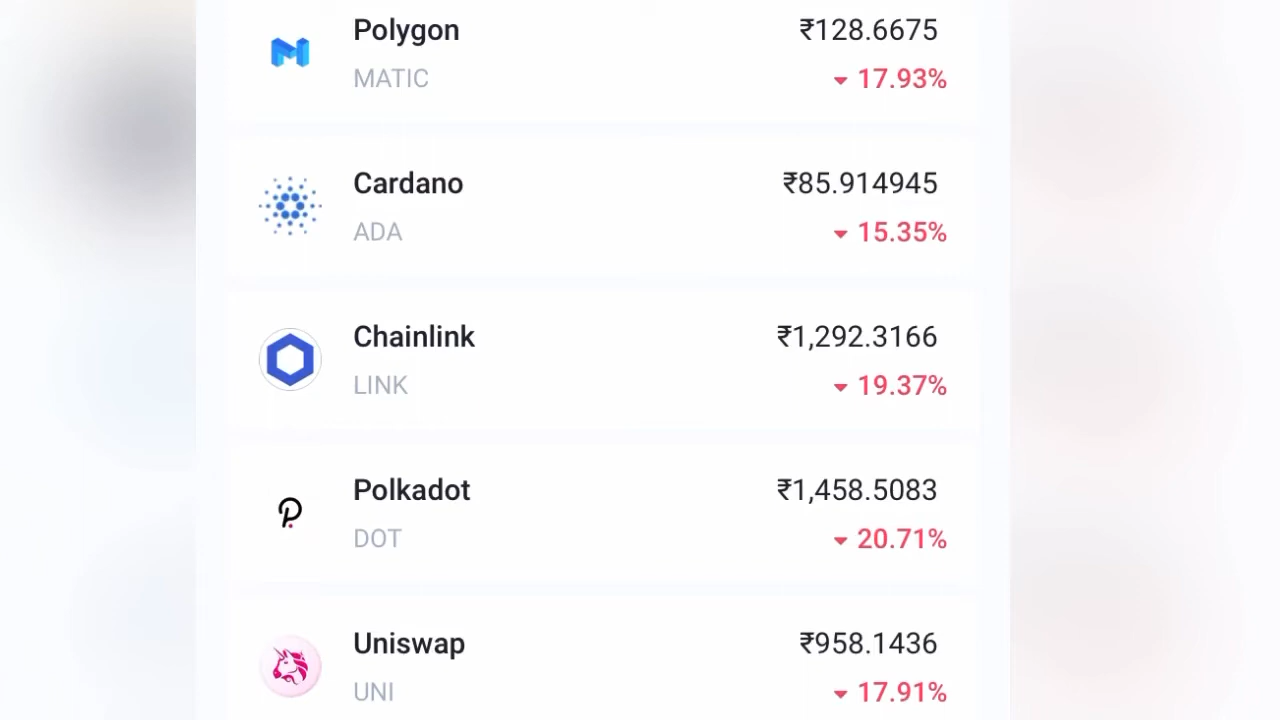 Polygon ₹128.6675
MATIC 17.93%
Cardano ₹85.914945
ADA 15.35%
Chainlink ₹1,292.3166
LINK 19.37%
Polkadot ₹1,458.5083
DOT 20.71%
Uniswap ₹958.1436
UNI 17.91%